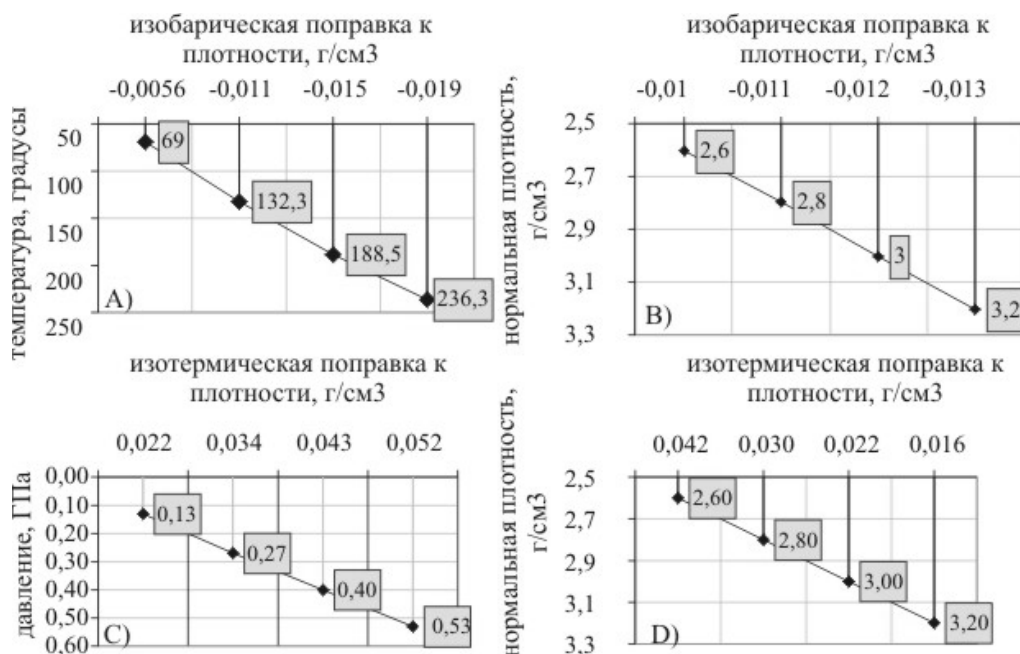 изобарическая поправка к
плотности, г/см3
-0,0056 -0,011 -0,015 -0,019
температура, градусы
50
100
150
200
250
69
132,3
188,5
236,3
A)
изобарическая поправка к
плотности, г/см3
-0,01 -0,011 -0,012 -0,013
нормальная плотность,
г/см3
2,5
2,7
2,9
3,1
3,3
2,6
2,8
3
3,2
B)
изотермическая поправка к
плотности, г/см3
0,022 0,034 0,043 0,052
давление, ГПа
0,00
0,10
0,20
0,30
0,40
0,50
0,60
0,13
0,27
0,40
0,53
C)
изотермическая поправка к
плотности, г/см3
0,042 0,030 0,022 0,016
нормальная плотность,
г/см3
2,5
2,7
2,9
3,1
3,3
2,60
2,80
3,00
3,20
D)